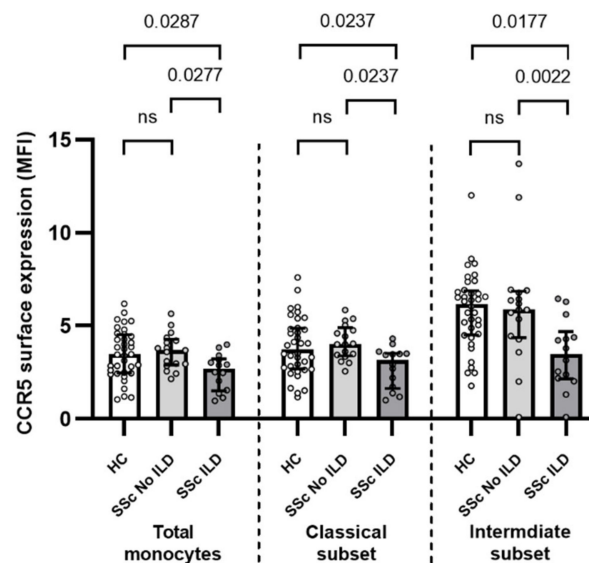 0.0287
0.0237
0.0177
0.0277
0.0237
0.0022
ns
ns
ns
CCR5 surface expression (MFI)
15
10
5
0
HC
SSc No ILD
SSc ILD
HC
SSc No ILD
SSc ILD
HC
SSc No ILD
SSc ILD
Total
monocytes
Classical
subset
Intermdiate
subset